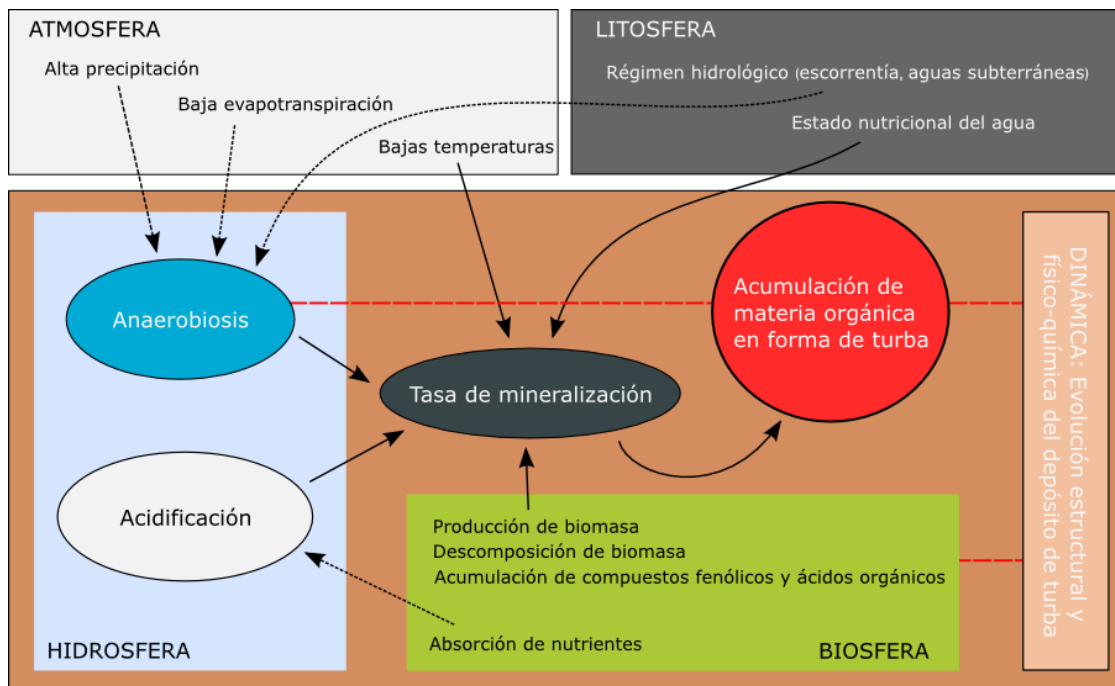 ATMOSFERA
Alta precipitación
Baja evapotranspiración
Bajas temperaturas
LITOSFERA
Régimen hidrológico (escorrentía, aguas subterráneas)
Estado nutricional del agua
Anaerobiosis
Acidificación
HIDROSFERA
Tasa de mineralización
Acumulación de
materia orgánica
en forma de turba
Producción de biomasa
Descomposición de biomasa
Acumulación de compuestos fenólicos y ácidos orgánicos
Absorción de nutrientes
BIOSFERA
DINÁMICA: Evolución estructural y
físico-química del depósito de turba